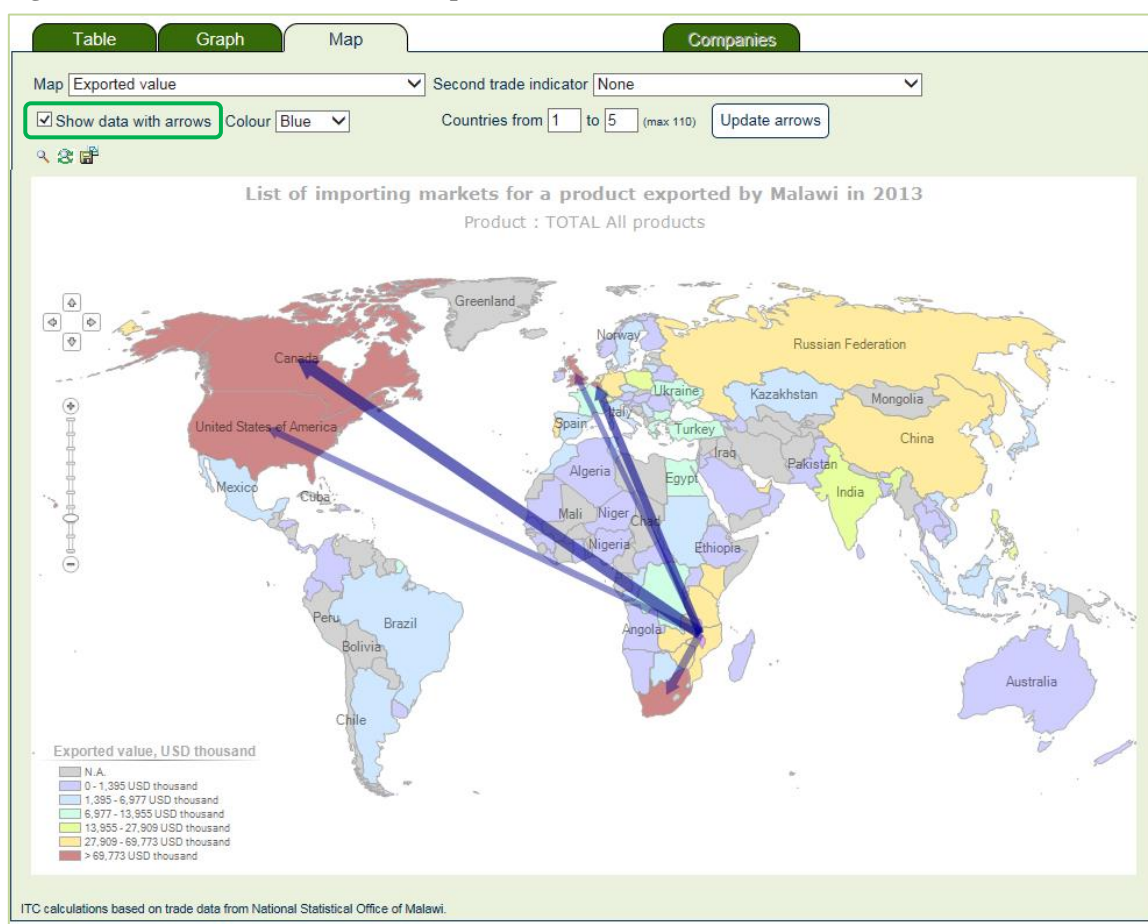 Table Graph Map Companies
Map Exported value Second trade indicator None
Show data with arrows Colour Blue Countries from 1 to 5 (max 110) Update arrows
List of importing markets for a product exported by Malawi in 2013
Product : TOTAL All products
Greenland
Norway
Russian Federation
Canada
Ukraine
Kazakhstan
Mongolia
Italy
Spain
Turkey
United States of America
China
Iraq
Pakistan
Algeria
Egypt
Mexico
Cuba
India
Mali
Niger
Chad
Nigeria
Ethiopia
Peru
Brazil
Angola
Bolivia
Australia
Chile
Exported value, USD thousand
N.A.
0 - 1,395 USD thousand
1,395 - 6,977 USD thousand
6,977 - 13,955 USD thousand
13,955 - 27,909 USD thousand
27,909 - 69,773 USD thousand
> 69,773 USD thousand
ITC calculations based on trade data from National Statistical Office of Malawi.